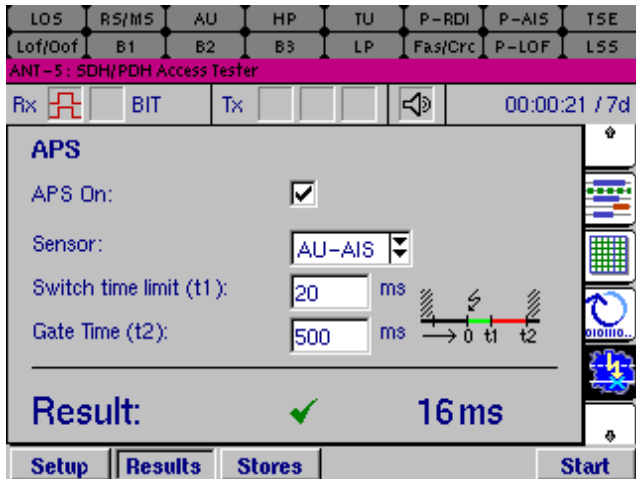 LOS RS/MS AU HP TU P-RDI P-AIS TSE
Lof/Oof B1 B2 B3 LP Fas/Crc P-LOF LSS
ANT-5 : SDH/PDH Access Tester
Rx BIT Tx 00:00:21 / 7d
APS
APS On:
Sensor: AU-AIS
Switch time limit (t1): 20 ms
Gate Time (t2): 500 ms
0 t1 t2
Result: 16 ms
Setup Results Stores Start